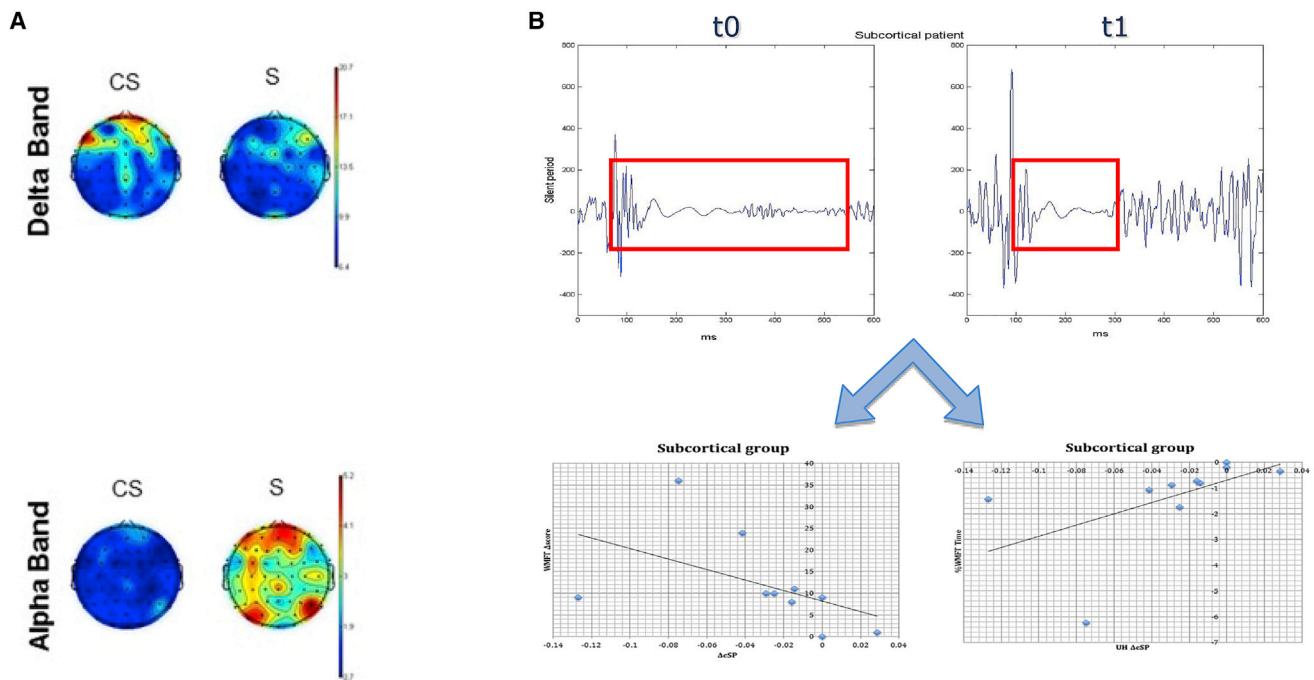 A
Delta Band
CS
S
20.7
17.1
13.5
9.9
6.4
Alpha Band
CS
S
5.2
4.1
3
1.9
0.7
B
t0
Subcortical patient
t1
Silent period
800
600
400
200
0
-200
-400
0 100 200 300 400 500 600
ms
800
600
400
200
0
-200
-400
0 100 200 300 400 500 600
ms
Subcortical group
WMFT Δscore
40
35
30
25
20
15
10
5
0
-0.14 -0.12 -0.1 -0.08 -0.06 -0.04 -0.02 0 0.02 0.04
ΔcSP
Subcortical group
-0.14 -0.12 -0.1 -0.08 -0.06 -0.04 -0.02 0 0.02 0.04
%WMFT Time
0
-1
-2
-3
-4
-5
-6
-7
UH ΔcSP